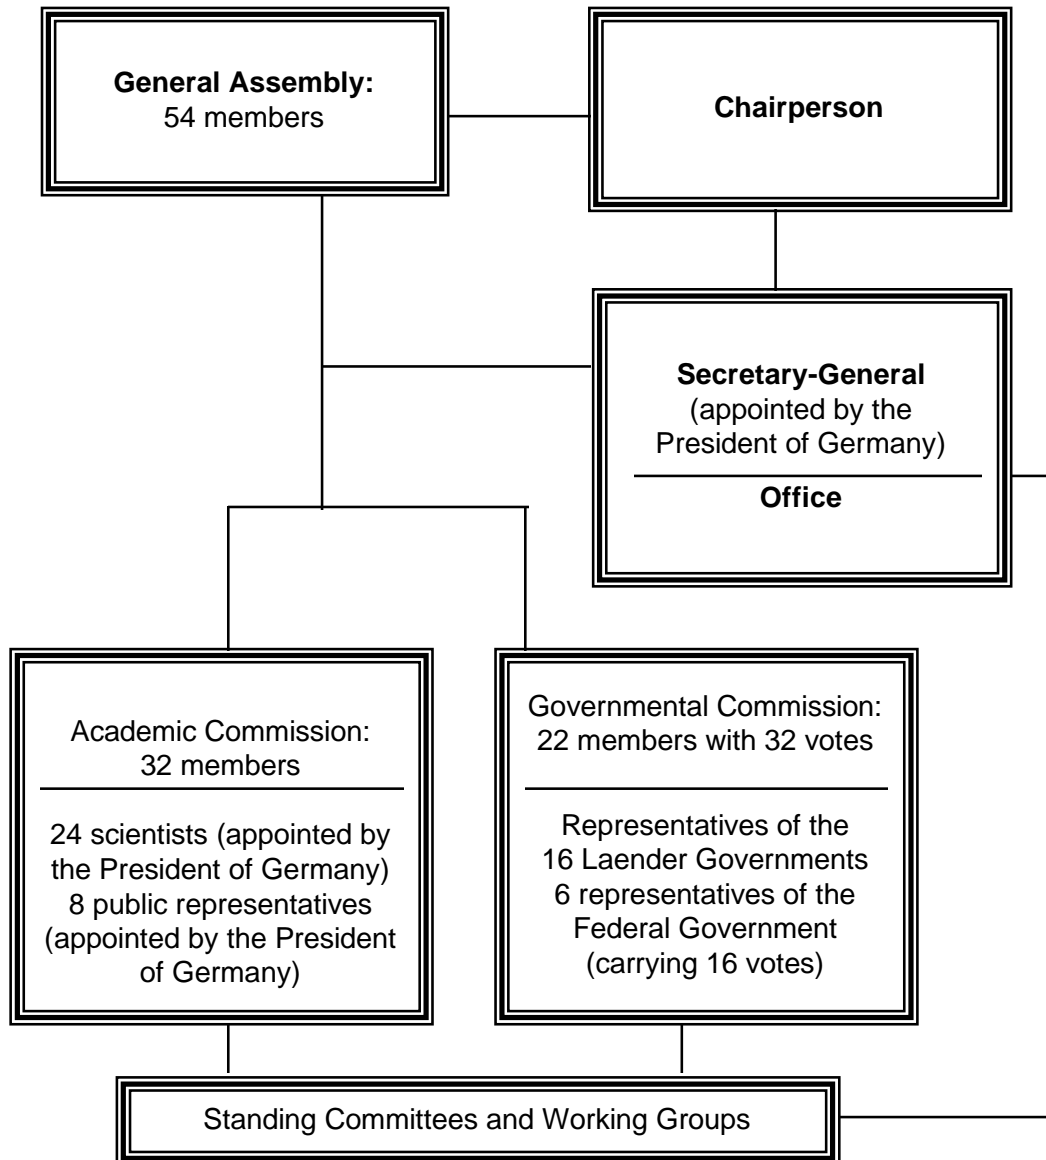 General Assembly:
54 members
Chairperson
Secretary-General
(appointed by the
President of Germany)
Office
Academic Commission:
32 members
24 scientists (appointed by
the President of Germany)
8 public representatives
(appointed by the President
of Germany)
Governmental Commission:
22 members with 32 votes
Representatives of the
16 Laender Governments
6 representatives of the
Federal Government
(carrying 16 votes)
Standing Committees and Working Groups